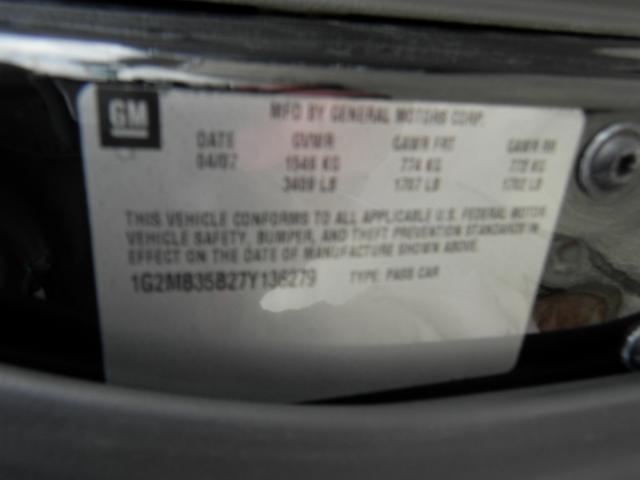 GM
MFD BY GENERAL MOTORS CORP.
DATE GVWR GAWR FRT GAWR RR
04/07 1546 KG 774 KG 772 KG
3409 LB 1707 LB 1702 LB
THIS VEHICLE CONFORMS TO ALL APPLICABLE U.S. FEDERAL MOTOR
VEHICLE SAFETY, BUMPER, AND THEFT PREVENTION STANDARDS IN
EFFECT ON THE DATE OF MANUFACTURE SHOWN ABOVE.
1G2MB35B27Y136279 TYPE: PASS CAR